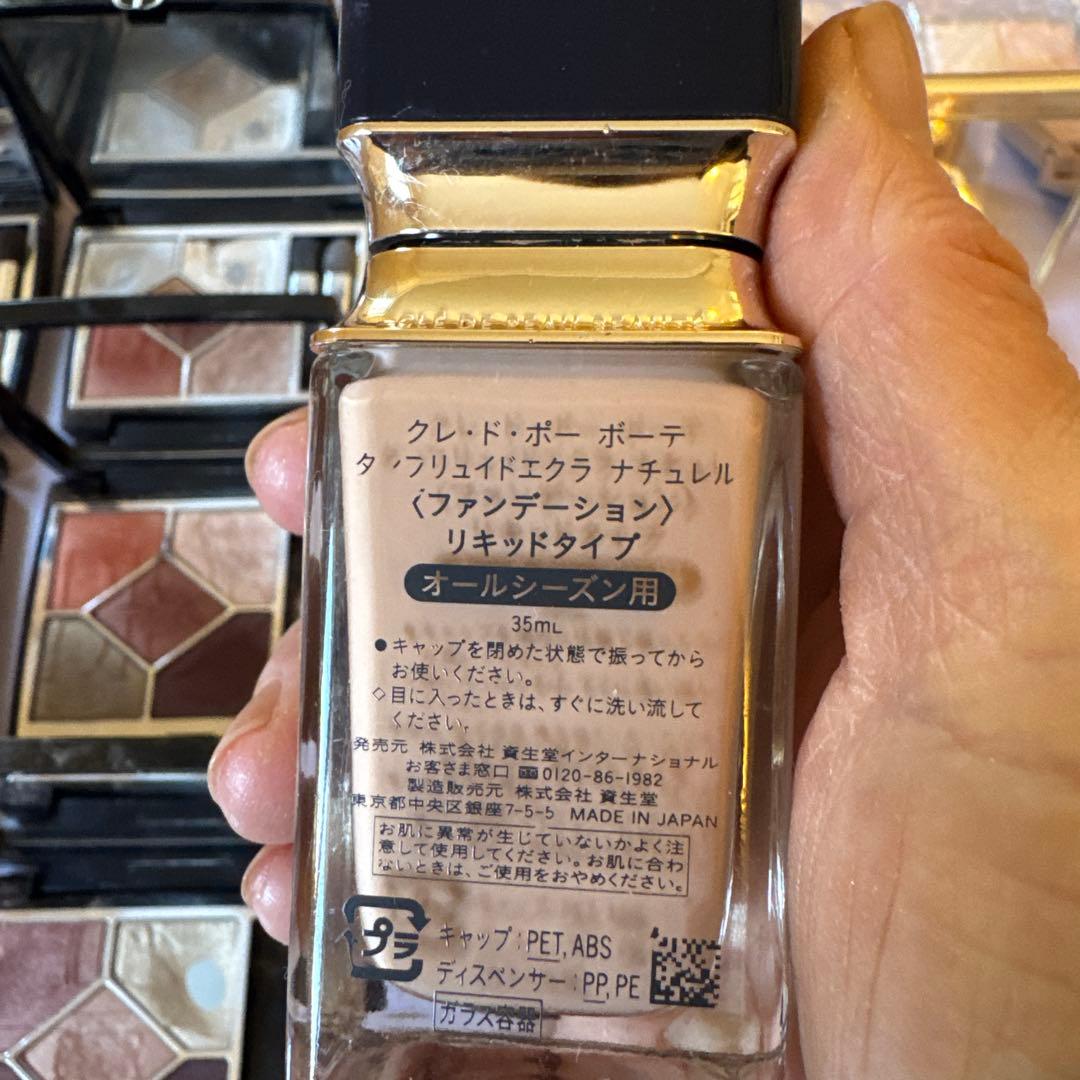 CLÉ DE PEAU BEAUTÉ
クレ・ド・ポー ボーテ
タンフリュイドエクラ ナチュレル
〈ファンデーション〉
リキッドタイプ
オールシーズン用
35mL
●キャップを閉めた状態で振ってから
お使いください。
◇目に入ったときは、すぐに洗い流して
ください。
発売元 株式会社 資生堂インターナショナル
お客さま窓口 0120-86-1982
製造販売元 株式会社 資生堂
東京都中央区銀座7-5-5 MADE IN JAPAN
お肌に異常が生じていないかよく注
意して使用してください。お肌に合わ
ないときは、ご使用をおやめください。
プラ
キャップ:PET,ABS
ディスペンサー:PP,PE
ガラス容器